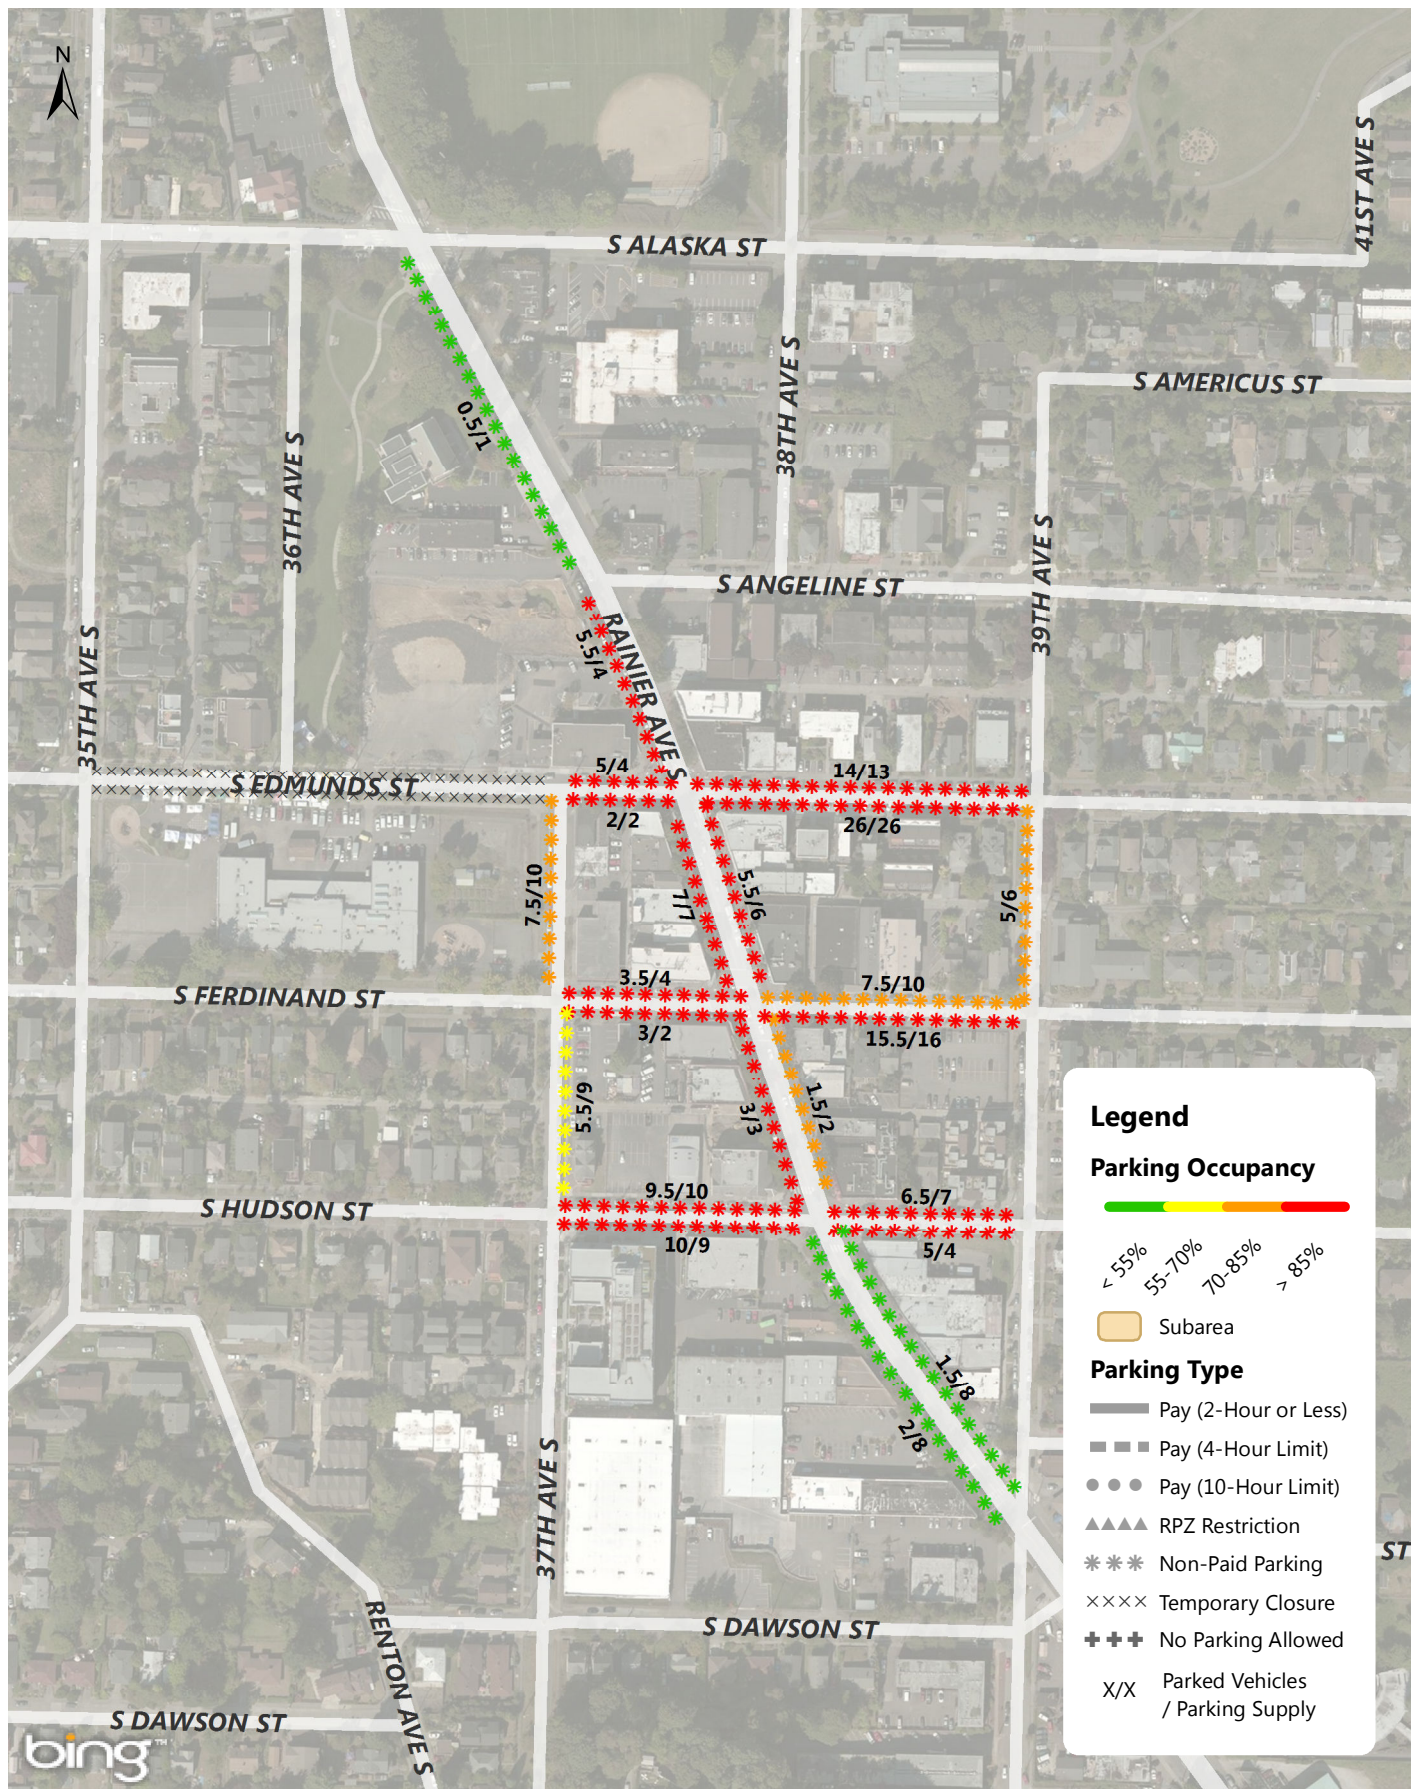 N
41ST AVE S
S ALASKA ST
38TH AVE S
S AMERICUS ST
0.5/1
36TH AVE S
39TH AVE S
S ANGELINE ST
35TH AVE S
RAINIER AVE S
5.5/4
5/4
14/13
S EDMUNDS ST
2/2
26/26
7.5/10
7/7
5.5/6
5/6
3.5/4
7.5/10
S FERDINAND ST
3/2
15.5/16
5.5/9
3/3
1.5/2
9.5/10
6.5/7
S HUDSON ST
10/9
5/4
1.5/8
2/8
37TH AVE S
S DAWSON ST
RENTON AVE S
S DAWSON ST
ST
bing™
Legend
Parking Occupancy
< 55%
55-70%
70-85%
> 85%
Subarea
Parking Type
Pay (2-Hour or Less)
Pay (4-Hour Limit)
Pay (10-Hour Limit)
RPZ Restriction
Non-Paid Parking
Temporary Closure
No Parking Allowed
X/X Parked Vehicles
/ Parking Supply